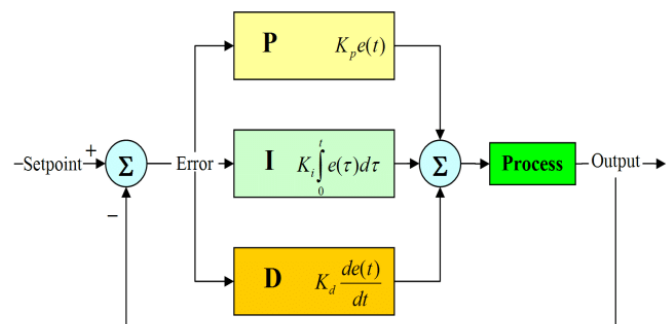 P K_p e(t)
–Setpoint
+
Σ
–
Error
I K_i ∫_0^t e(τ)dτ
Σ
Process
Output
D K_d de(t)/dt